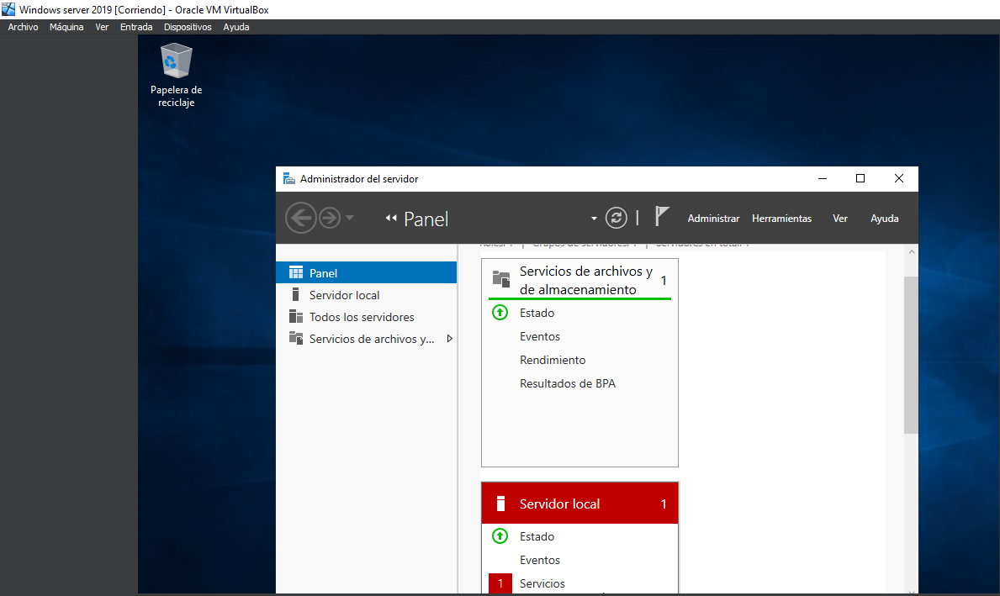 Windows server 2019 [Corriendo] - Oracle VM VirtualBox
Archivo Máquina Ver Entrada Dispositivos Ayuda
Papelera de
reciclaje
Administrador del servidor
Panel
Administrar Herramientas Ver Ayuda
Panel
Servidor local
Todos los servidores
Servicios de archivos y...
Servicios de archivos y
de almacenamiento
1
Estado
Eventos
Rendimiento
Resultados de BPA
Servidor local 1
Estado
Eventos
1 Servicios